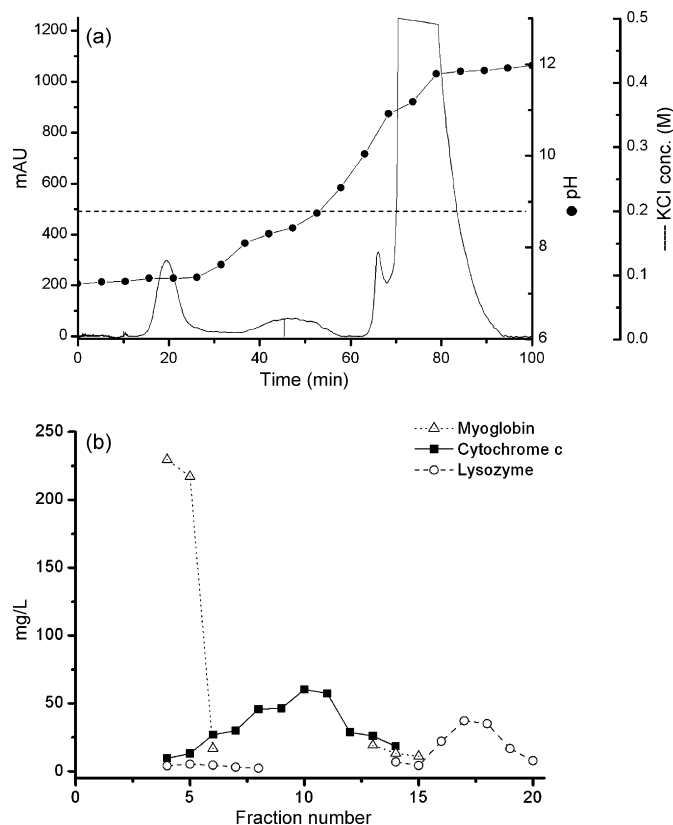 (a)
1200
1000
800
600
400
200
0
mAU
12
10
8
6
pH
0.5
0.4
0.3
0.2
0.1
0.0
KCl conc. (M)
0 20 40 60 80 100
Time (min)
(b)
Myoglobin
Cytochrome c
Lysozyme
250
200
150
100
50
0
mg/L
0 5 10 15 20
Fraction number